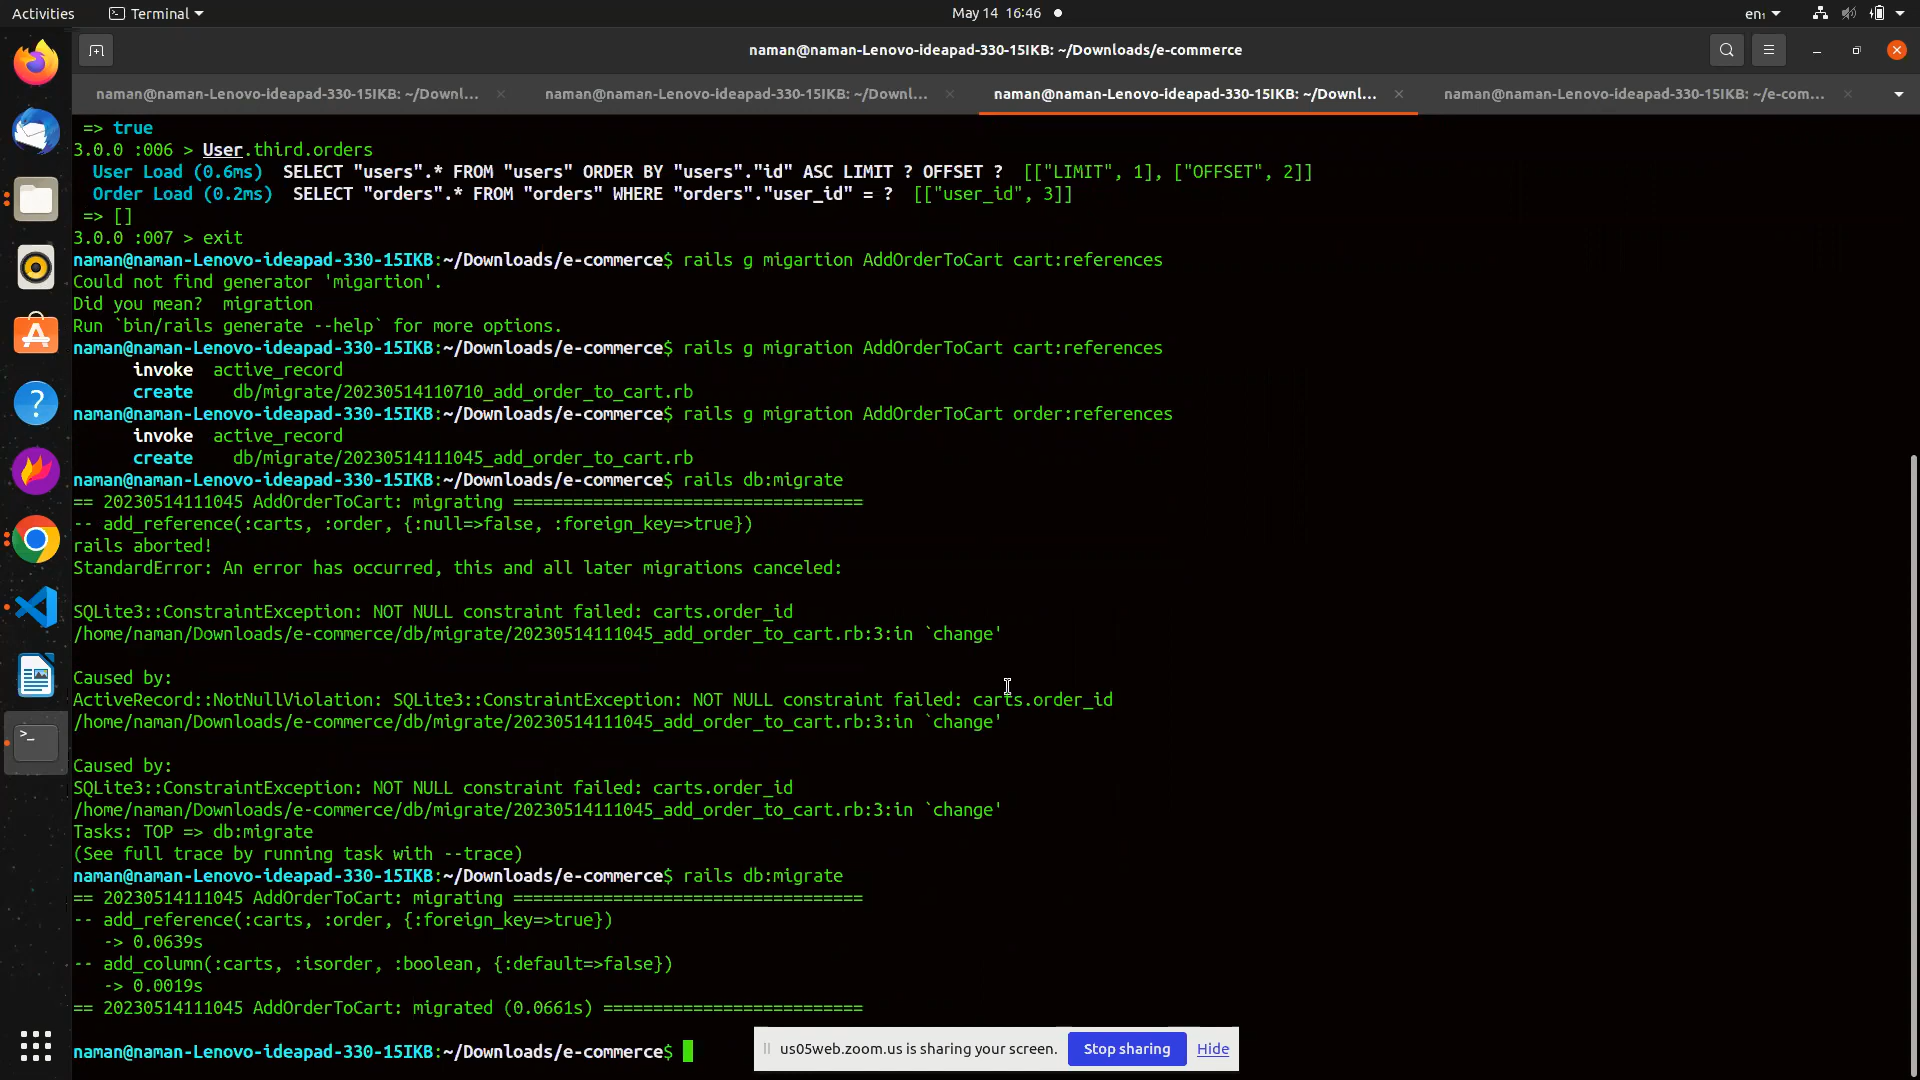 Activities
Terminal
May 14 16:46
en₁
naman@naman-Lenovo-ideapad-330-15IKB: ~/Downloads/e-commerce
naman@naman-Lenovo-ideapad-330-15IKB: ~/Downl...
naman@naman-Lenovo-ideapad-330-15IKB: ~/Downl...
naman@naman-Lenovo-ideapad-330-15IKB: ~/Downl...
naman@naman-Lenovo-ideapad-330-15IKB: ~/e-com...
=> true
3.0.0 :006 > User.third.orders
User Load (0.6ms)  SELECT "users".* FROM "users" ORDER BY "users"."id" ASC LIMIT ? OFFSET ?  [["LIMIT", 1], ["OFFSET", 2]]
Order Load (0.2ms)  SELECT "orders".* FROM "orders" WHERE "orders"."user_id" = ?  [["user_id", 3]]
=> []
3.0.0 :007 > exit
naman@naman-Lenovo-ideapad-330-15IKB:~/Downloads/e-commerce$ rails g migartion AddOrderToCart cart:references
Could not find generator 'migartion'.
Did you mean?  migration
Run `bin/rails generate --help` for more options.
naman@naman-Lenovo-ideapad-330-15IKB:~/Downloads/e-commerce$ rails g migration AddOrderToCart cart:references
invoke  active_record
create    db/migrate/20230514110710_add_order_to_cart.rb
naman@naman-Lenovo-ideapad-330-15IKB:~/Downloads/e-commerce$ rails g migration AddOrderToCart order:references
invoke  active_record
create    db/migrate/20230514111045_add_order_to_cart.rb
naman@naman-Lenovo-ideapad-330-15IKB:~/Downloads/e-commerce$ rails db:migrate
== 20230514111045 AddOrderToCart: migrating ===================================
-- add_reference(:carts, :order, {:null=>false, :foreign_key=>true})
rails aborted!
StandardError: An error has occurred, this and all later migrations canceled:
SQLite3::ConstraintException: NOT NULL constraint failed: carts.order_id
/home/naman/Downloads/e-commerce/db/migrate/20230514111045_add_order_to_cart.rb:3:in `change'
Caused by:
ActiveRecord::NotNullViolation: SQLite3::ConstraintException: NOT NULL constraint failed: carts.order_id
/home/naman/Downloads/e-commerce/db/migrate/20230514111045_add_order_to_cart.rb:3:in `change'
Caused by:
SQLite3::ConstraintException: NOT NULL constraint failed: carts.order_id
/home/naman/Downloads/e-commerce/db/migrate/20230514111045_add_order_to_cart.rb:3:in `change'
Tasks: TOP => db:migrate
(See full trace by running task with --trace)
naman@naman-Lenovo-ideapad-330-15IKB:~/Downloads/e-commerce$ rails db:migrate
== 20230514111045 AddOrderToCart: migrating ===================================
-- add_reference(:carts, :order, {:foreign_key=>true})
-> 0.0639s
-- add_column(:carts, :isorder, :boolean, {:default=>false})
-> 0.0019s
== 20230514111045 AddOrderToCart: migrated (0.0661s) ==========================
naman@naman-Lenovo-ideapad-330-15IKB:~/Downloads/e-commerce$
us05web.zoom.us is sharing your screen.
Stop sharing
Hide